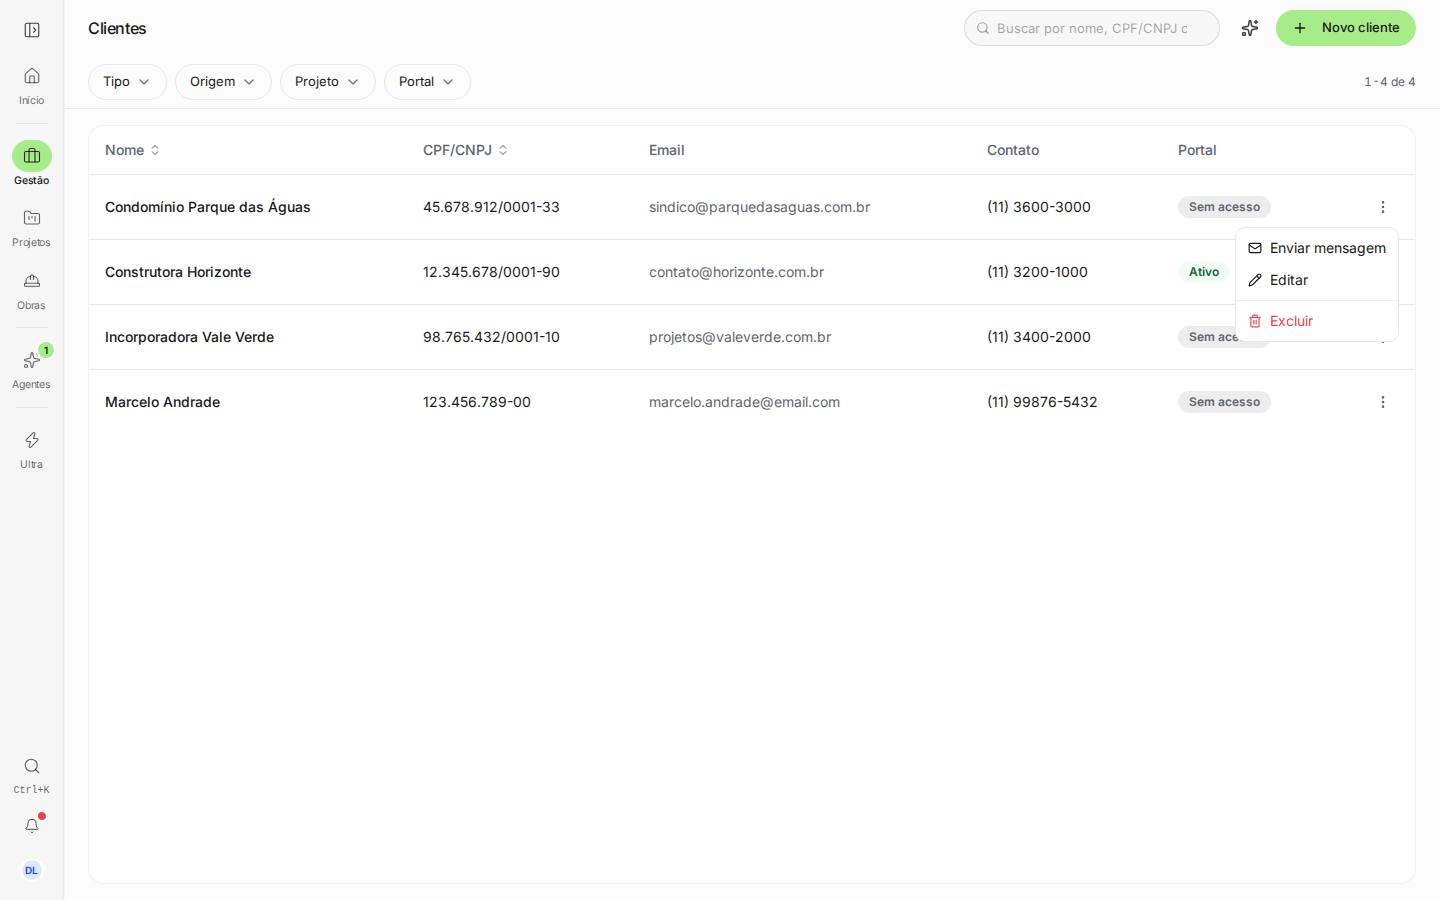 Clientes
Buscar por nome, CPF/CNPJ c
Novo cliente
Tipo
Origem
Projeto
Portal
1-4 de 4
Nome
CPF/CNPJ
Email
Contato
Portal
Condomínio Parque das Águas
45.678.912/0001-33
sindico@parquedasaguas.com.br
(11) 3600-3000
Sem acesso
Construtora Horizonte
12.345.678/0001-90
contato@horizonte.com.br
(11) 3200-1000
Ativo
Incorporadora Vale Verde
98.765.432/0001-10
projetos@valeverde.com.br
(11) 3400-2000
Sem ace
Marcelo Andrade
123.456.789-00
marcelo.andrade@email.com
(11) 99876-5432
Sem acesso
Enviar mensagem
Editar
Excluir
Início
Gestão
Projetos
Obras
1
Agentes
Ultra
Ctrl+K
DL